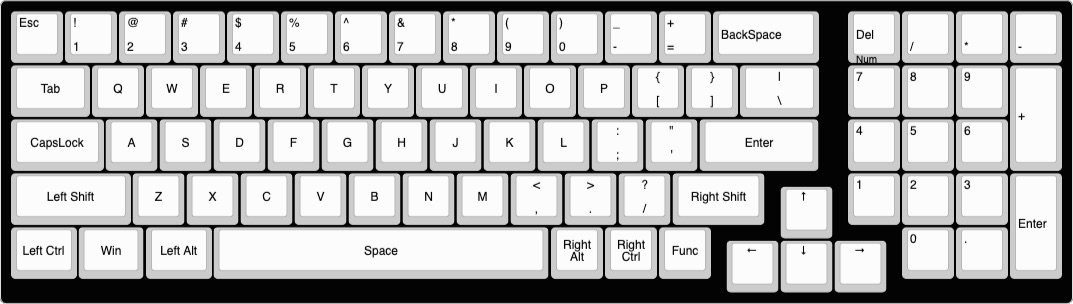 Esc ! 1 @ 2 # 3 $ 4 % 5 ^ 6 & 7 * 8 ( 9 ) 0 _ - + = BackSpace Del Num / * -
Tab Q W E R T Y U I O P { [ } ] | \ 7 8 9 +
CapsLock A S D F G H J K L : ; " ' Enter 4 5 6
Left Shift Z X C V B N M < , > . ? / Right Shift ↑ 1 2 3 Enter
Left Ctrl Win Left Alt Space Right Alt Right Ctrl Func ← ↓ → 0 .